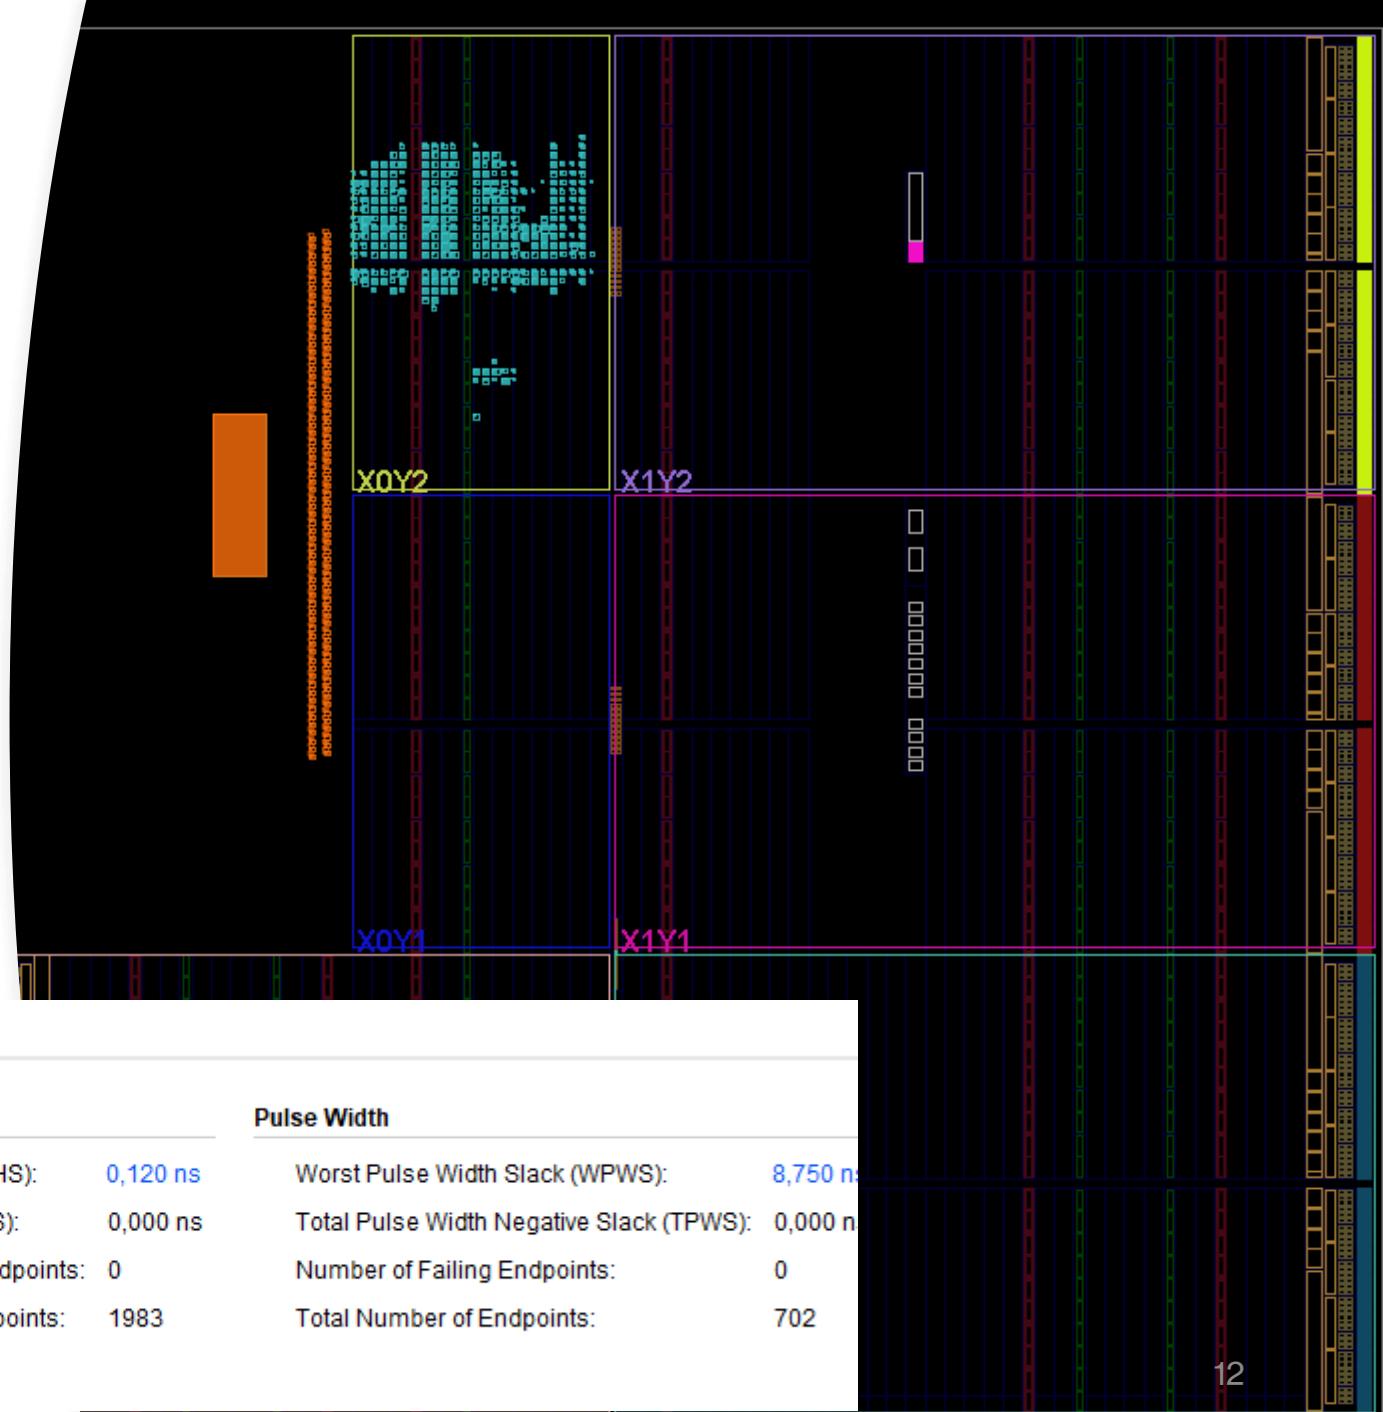 X0Y2
X1Y2
X0Y1
X1Y1
Pulse Width
HS): 0,120 ns Worst Pulse Width Slack (WPWS): 8,750 ns
S): 0,000 ns Total Pulse Width Negative Slack (TPWS): 0,000 n
dpoints: 0 Number of Failing Endpoints: 0
points: 1983 Total Number of Endpoints: 702
12